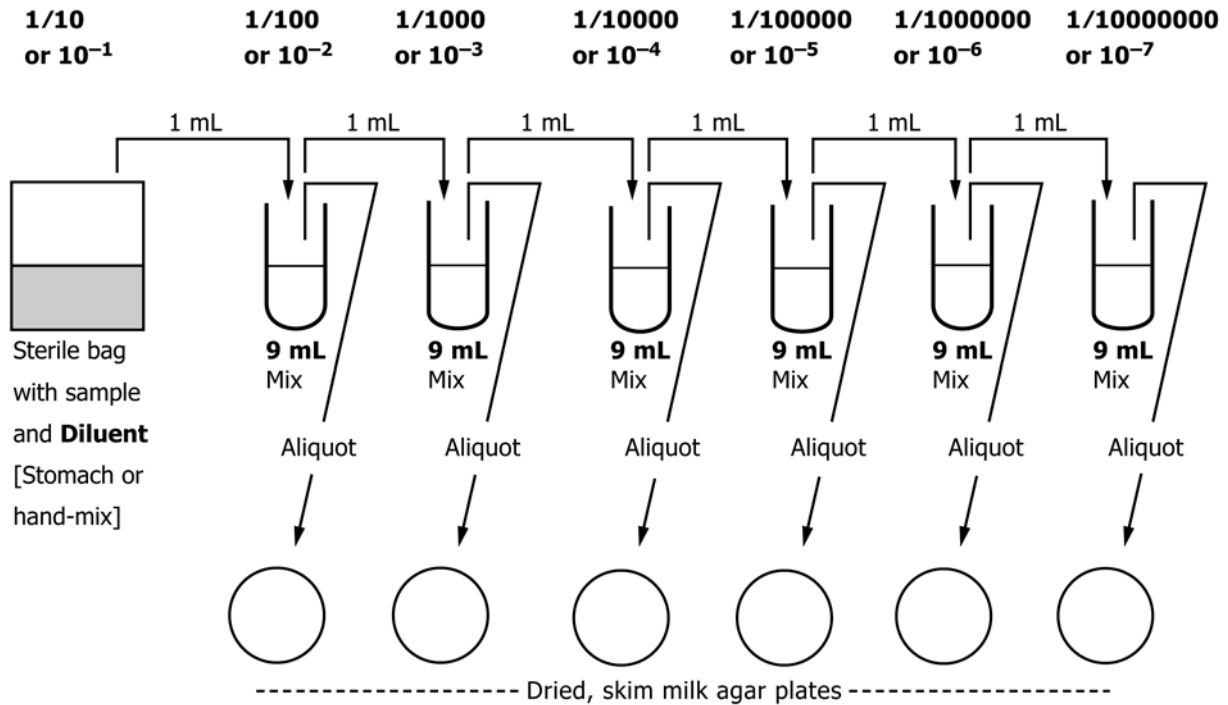 1/10 1/100 1/1000 1/10000 1/100000 1/1000000 1/10000000
or 10⁻¹ or 10⁻² or 10⁻³ or 10⁻⁴ or 10⁻⁵ or 10⁻⁶ or 10⁻⁷
1 mL 1 mL 1 mL 1 mL 1 mL 1 mL
Sterile bag
with sample
and Diluent
[Stomach or
hand-mix]
9 mL 9 mL 9 mL 9 mL 9 mL 9 mL
Mix Mix Mix Mix Mix Mix
Aliquot Aliquot Aliquot Aliquot Aliquot Aliquot
Dried, skim milk agar plates